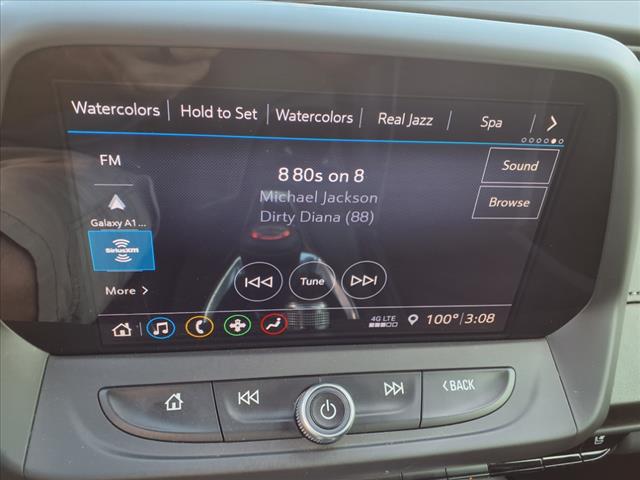 Watercolors | Hold to Set | Watercolors | Real Jazz | Spa
FM
8 80s on 8
Sound
Michael Jackson
Galaxy A1...
Dirty Diana (88)
Browse
SiriusXM
Tune
More
4G LTE
100° 3:08
BACK